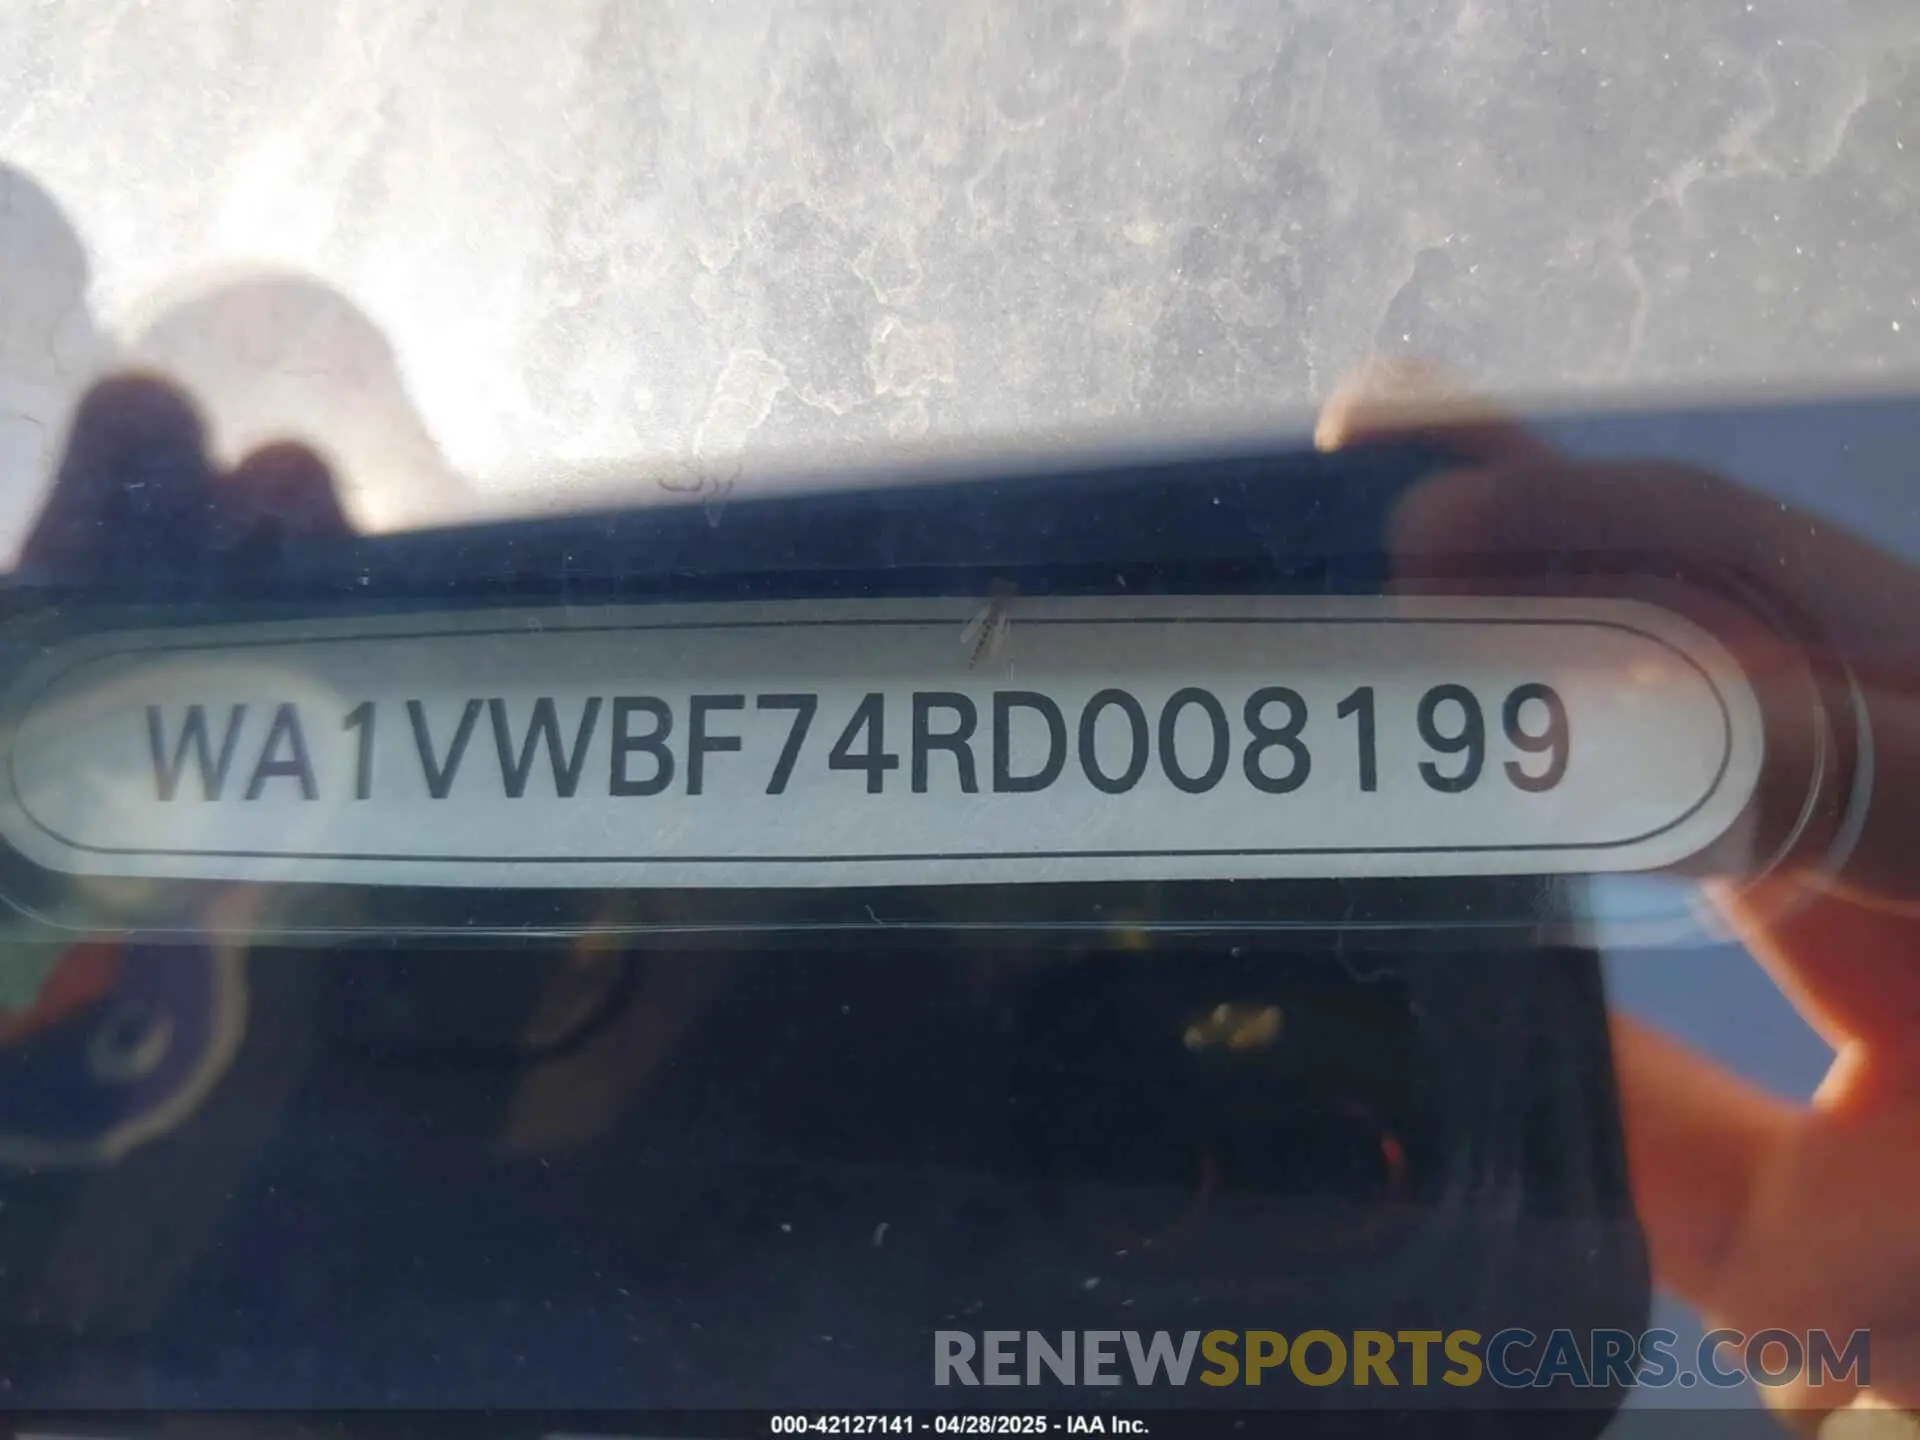 WA1VWBF74RD008199
RENEWSPORTSCARS.COM
000-42127141 - 04/28/2025 - IAA Inc.